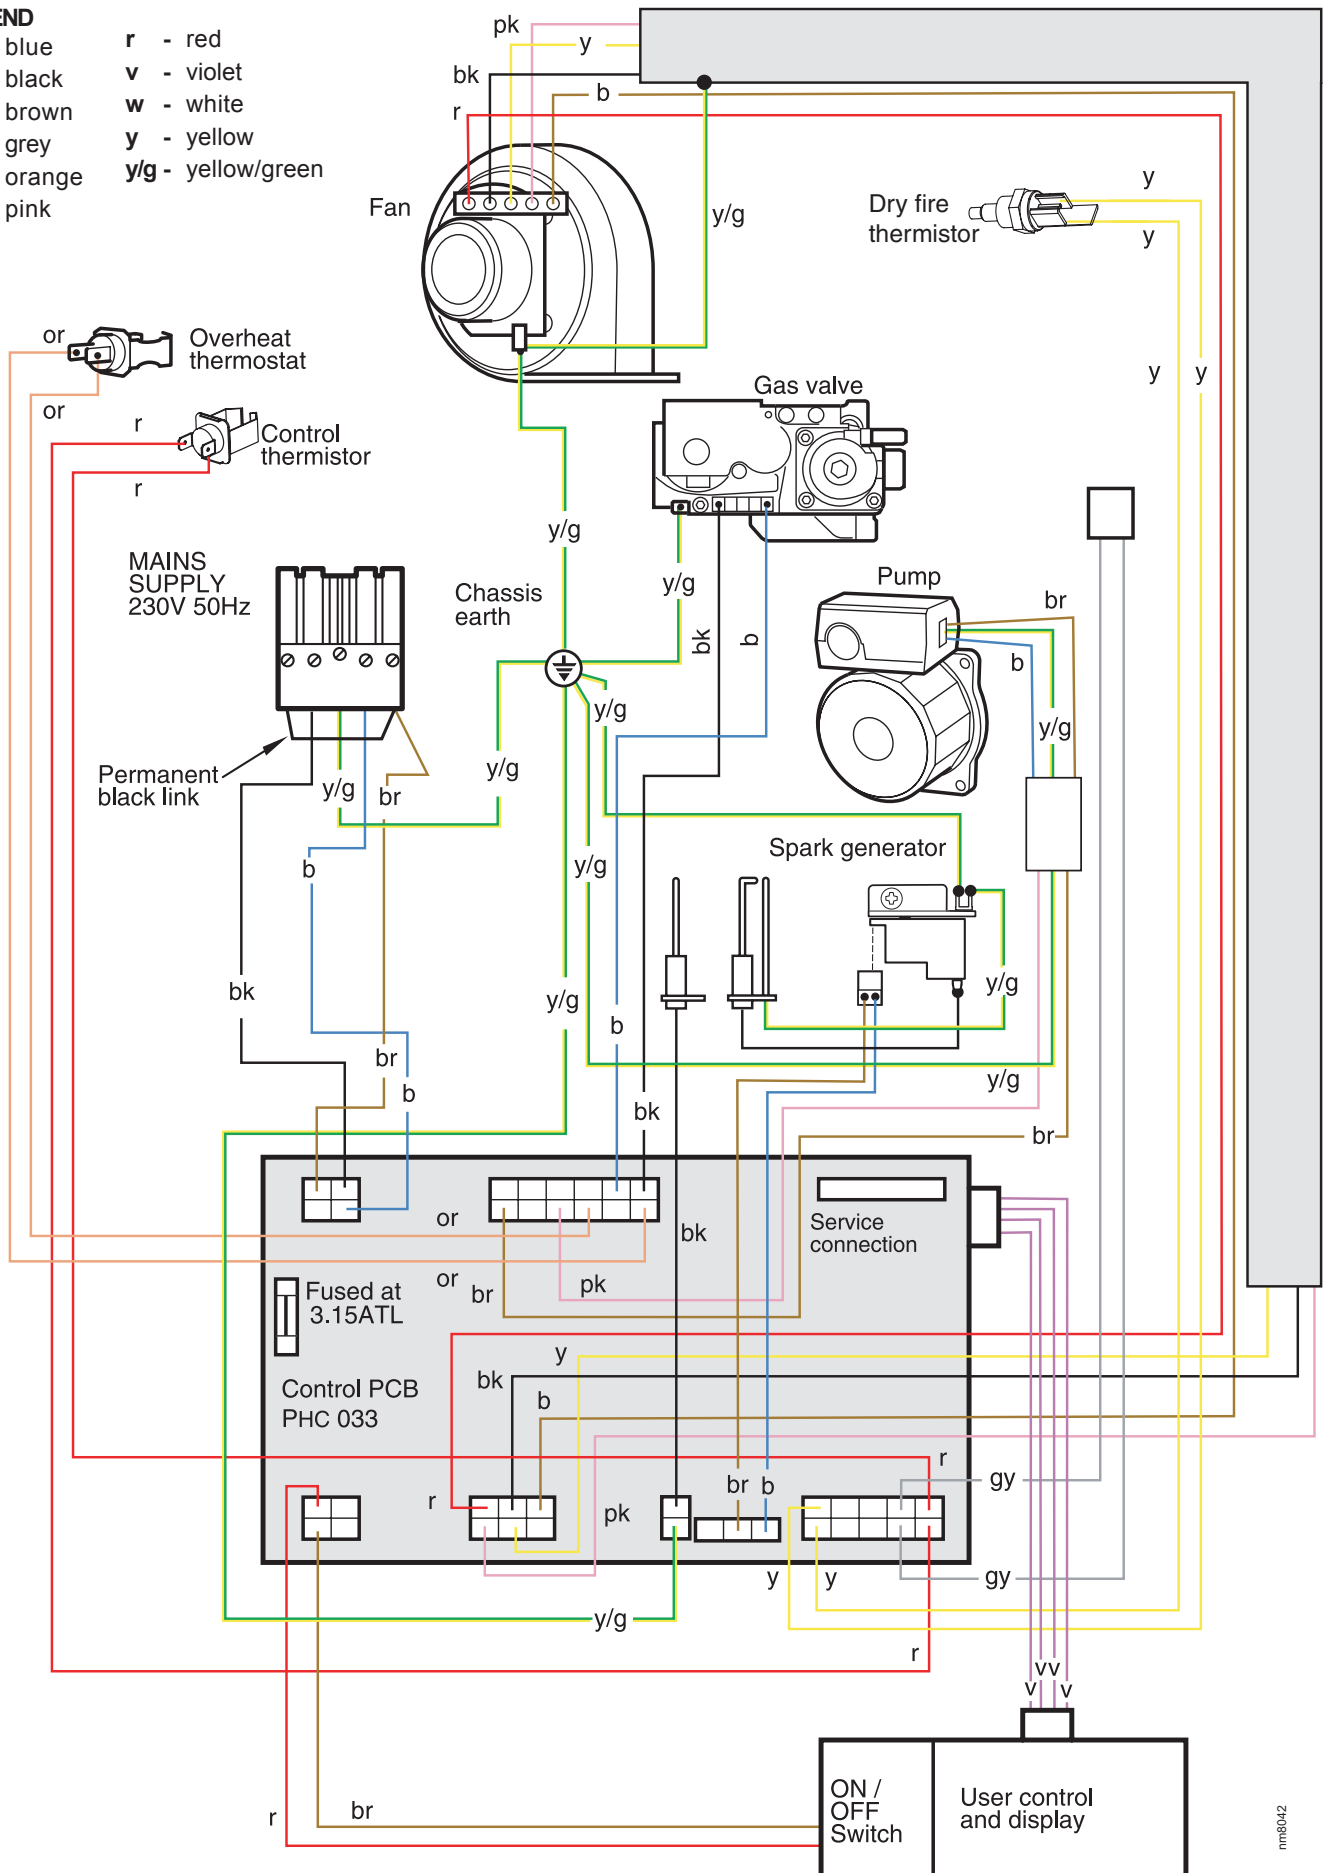 END
blue
black
brown
grey
orange
pink
r - red
v - violet
w - white
y - yellow
y/g - yellow/green
pk
y
bk
b
r
Fan
y/g
Dry fire
thermistor
y
y
or
Overheat
thermostat
or
y
y
Gas valve
r
Control
thermistor
r
y/g
MAINS
SUPPLY
230V 50Hz
Chassis
earth
y/g
Pump
br
bk
b
b
y/g
y/g
Permanent
black link
y/g
br
y/g
b
y/g
Spark generator
bk
y/g
y/g
b
br
b
bk
y/g
br
or
bk
Service
connection
or
br
pk
Fused at
3.15ATL
y
bk
b
Control PCB
PHC 033
r
gy
br
b
r
pk
y
y
gy
y/g
r
v
v
v
v
r
br
ON /
OFF
Switch
User control
and display
nm8042